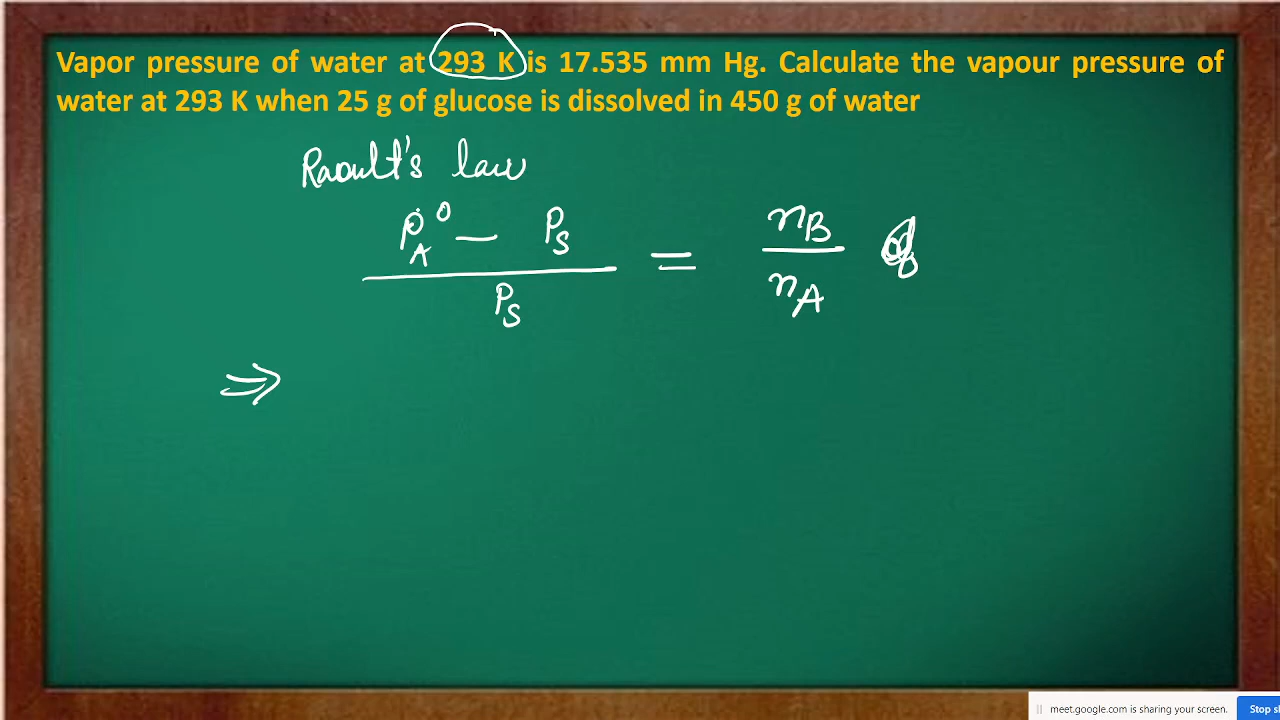 Vapor pressure of water at 293 K is 17.535 mm Hg. Calculate the vapour pressure of
water at 293 K when 25 g of glucose is dissolved in 450 g of water
Raoult's law
P°A - PS / PS = nB / nA
⇒
meet.google.com is sharing your screen.
Stop s